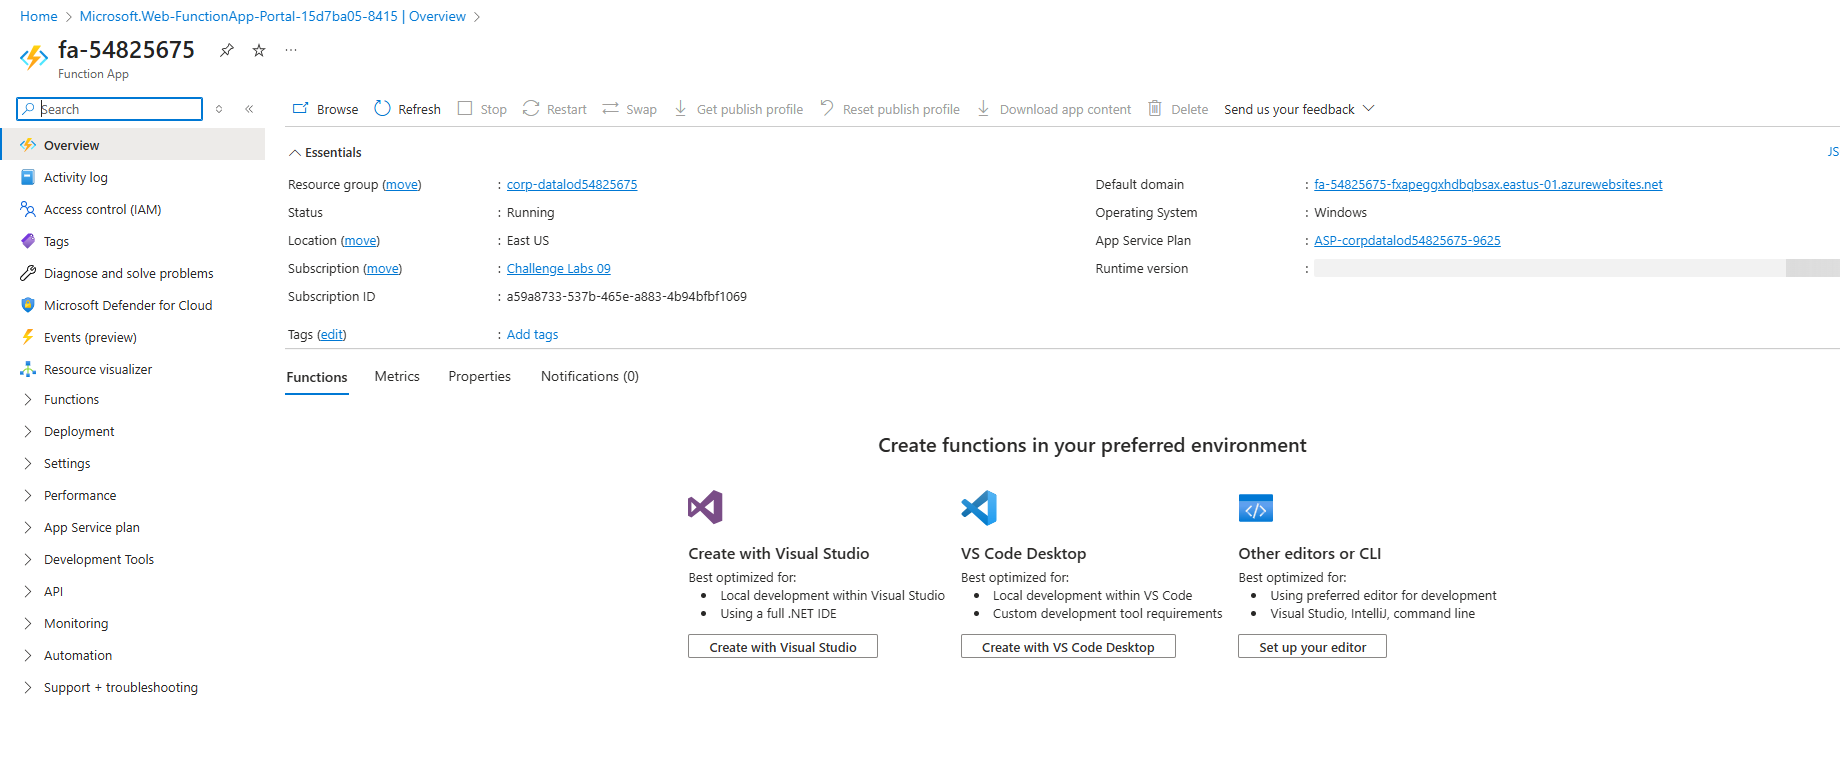 Home > Microsoft.Web-FunctionApp-Portal-15d7ba05-8415 | Overview >
fa-54825675
Function App
Search
Overview
Activity log
Access control (IAM)
Tags
Diagnose and solve problems
Microsoft Defender for Cloud
Events (preview)
Resource visualizer
Functions
Deployment
Settings
Performance
App Service plan
Development Tools
API
Monitoring
Automation
Support + troubleshooting
Browse Refresh Stop Restart Swap Get publish profile Reset publish profile Download app content Delete Send us your feedback
Essentials
JS
Resource group (move) : corp-datalod54825675
Status : Running
Location (move) : East US
Subscription (move) : Challenge Labs 09
Subscription ID : a59a8733-537b-465e-a883-4b94bfbf1069
Tags (edit) : Add tags
Default domain : fa-54825675-fxapeggxhdbqbsax.eastus-01.azurewebsites.net
Operating System : Windows
App Service Plan : ASP-corpdatalod54825675-9625
Runtime version :
Functions Metrics Properties Notifications (0)
Create functions in your preferred environment
Create with Visual Studio
Best optimized for:
• Local development within Visual Studio
• Using a full .NET IDE
Create with Visual Studio
VS Code Desktop
Best optimized for:
• Local development within VS Code
• Custom development tool requirements
Create with VS Code Desktop
Other editors or CLI
Best optimized for:
• Using preferred editor for development
• Visual Studio, IntelliJ, command line
Set up your editor